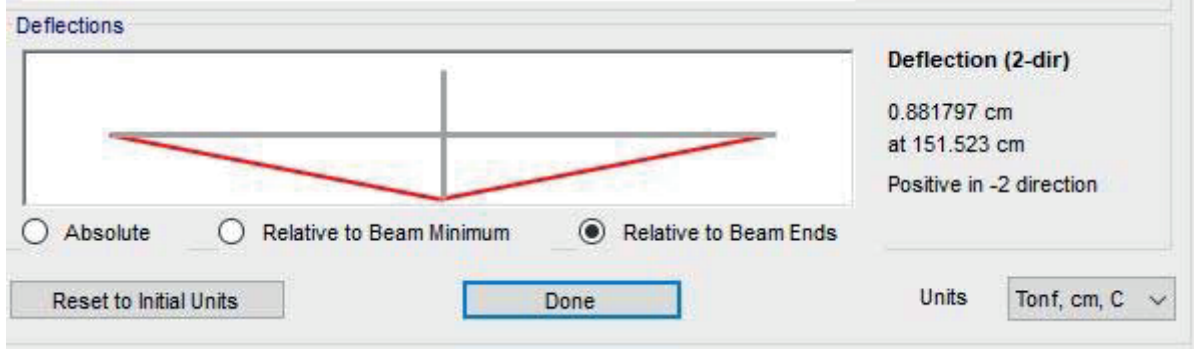 Deflections
Deflection (2-dir)
0.881797 cm
at 151.523 cm
Positive in -2 direction
Absolute
Relative to Beam Minimum
Relative to Beam Ends
Reset to Initial Units
Done
Units
Tonf, cm, C